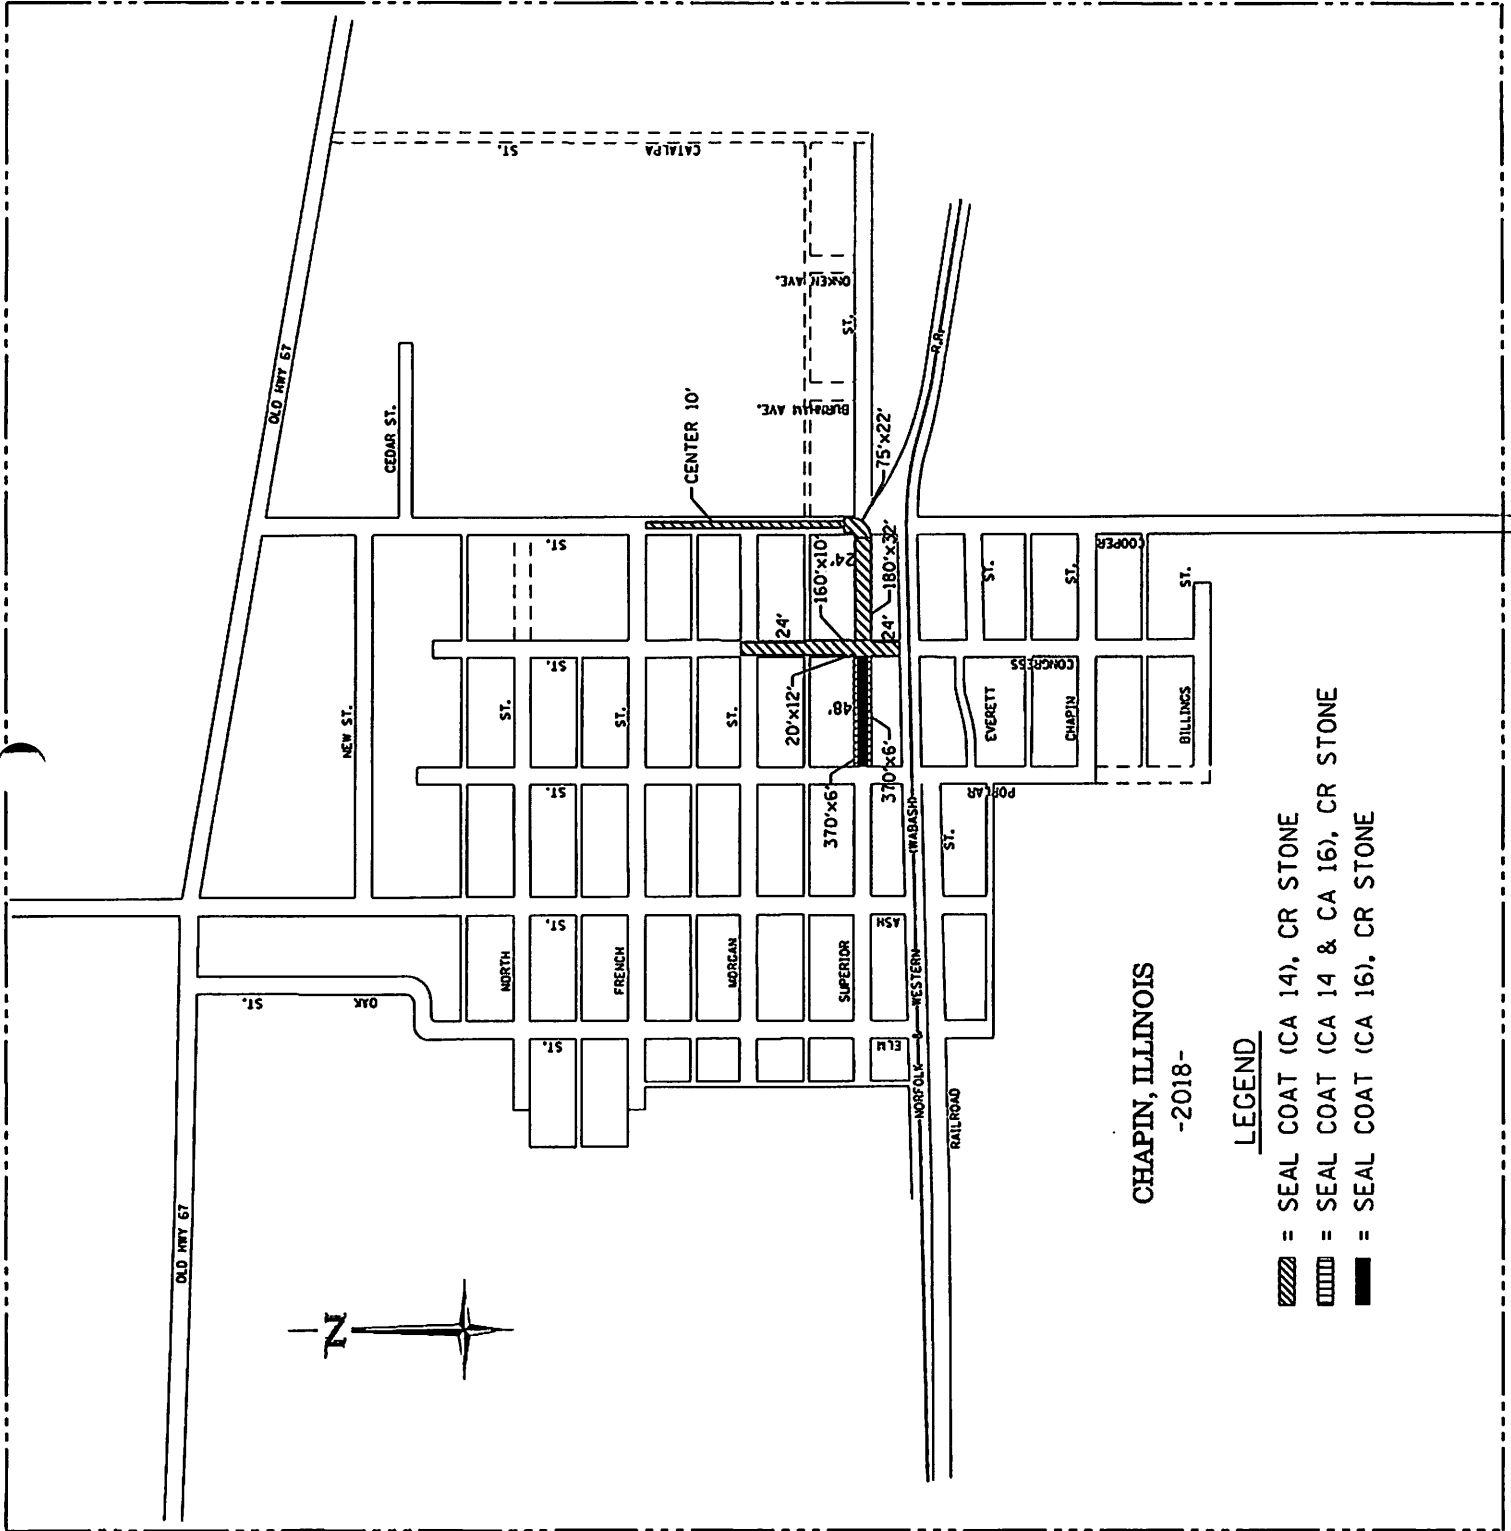 OLD HWY 67
OLD HWY 67
CEDAR ST.
NEW ST.
OAK ST.
CATALPA ST.
NORTH ST.
FRENCH ST.
MORGAN ST.
SUPERIOR ST.
ELM ST.
ASH ST.
POPLAR ST.
CONGRESS ST.
COOPER ST.
BURNHAM AVE.
ONKEN AVE.
CENTER 10'
75'x22'
24'
160'x10'
180'x32'
24'
24'
20'x12'
48'
370'x6'
370'x6'
EVERETT ST.
CHAPIN ST.
BILLINGS ST.
ST.
NORFOLK & WESTERN (WABASH) R.R.
RAILROAD
N
CHAPIN, ILLINOIS
-2018-
LEGEND
= SEAL COAT (CA 14), CR STONE
= SEAL COAT (CA 14 & CA 16), CR STONE
= SEAL COAT (CA 16), CR STONE